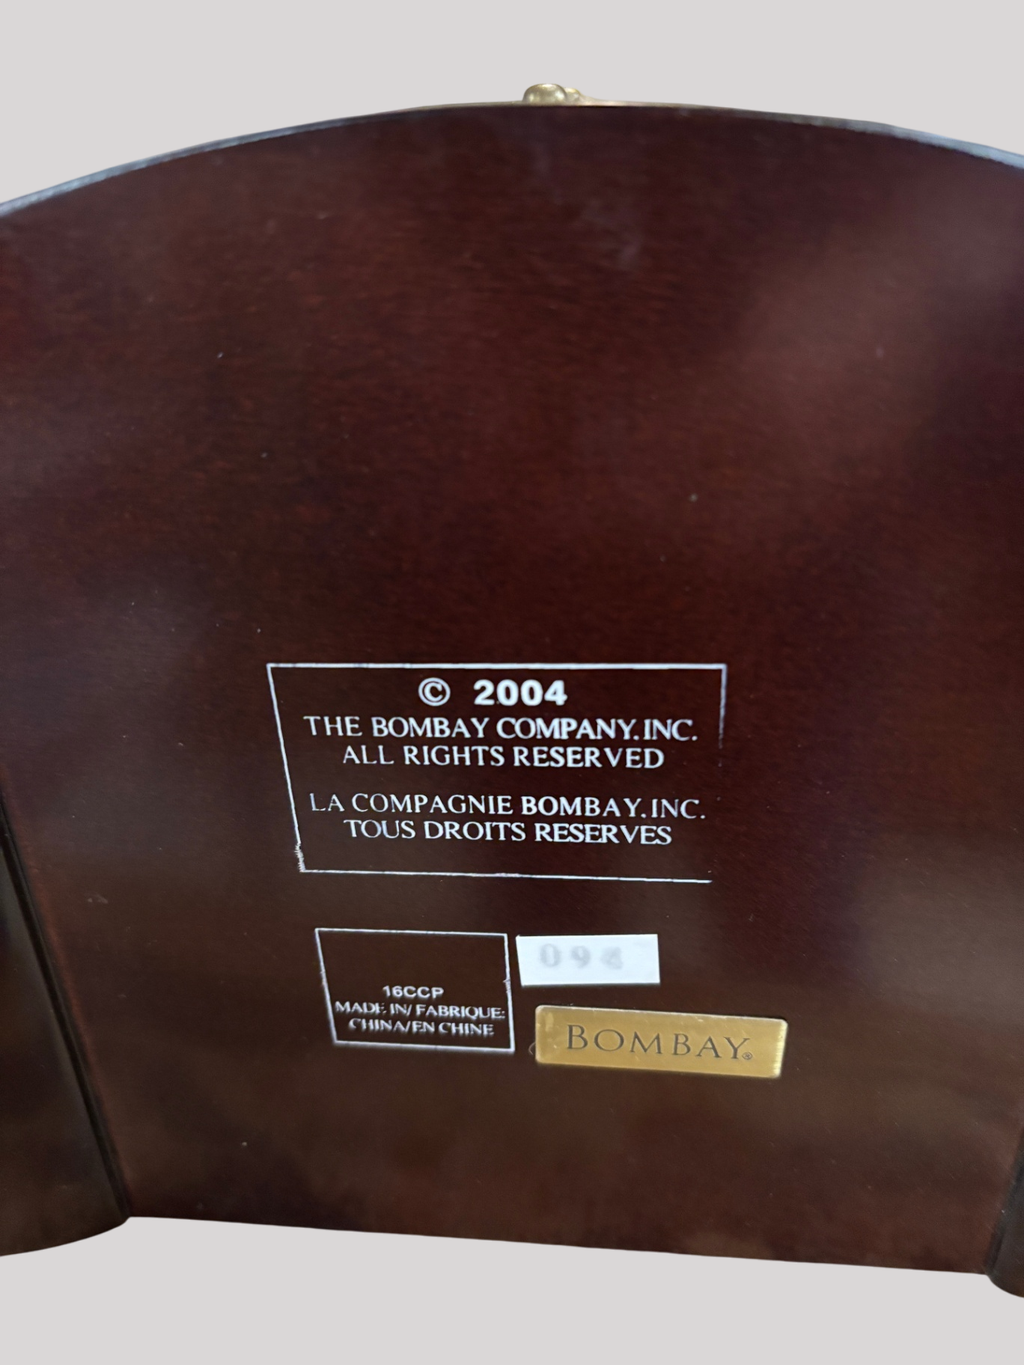 © 2004
THE BOMBAY COMPANY, INC.
ALL RIGHTS RESERVED
LA COMPAGNIE BOMBAY, INC.
TOUS DROITS RESERVES
16CCP
MADE IN/ FABRIQUE:
CHINA/EN CHINE
BOMBAY®